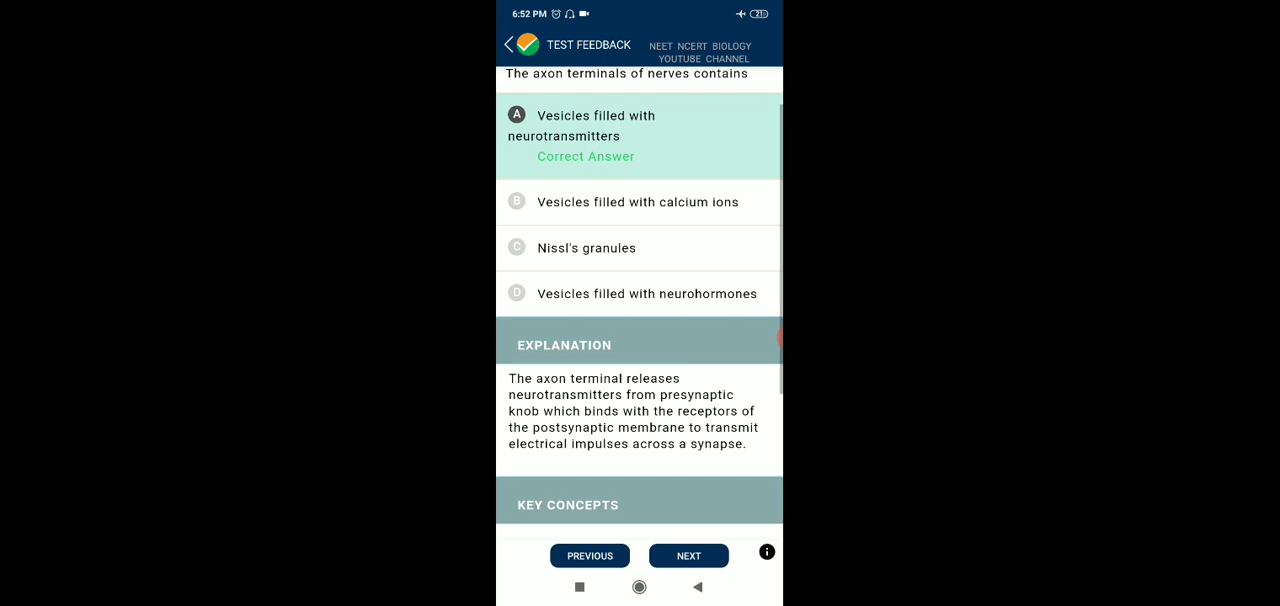 6:52 PM 21
TEST FEEDBACK
NEET NCERT BIOLOGY
YOUTUBE CHANNEL
The axon terminals of nerves contains
A Vesicles filled with
neurotransmitters
Correct Answer
B Vesicles filled with calcium ions
C Nissl's granules
D Vesicles filled with neurohormones
EXPLANATION
The axon terminal releases
neurotransmitters from presynaptic
knob which binds with the receptors of
the postsynaptic membrane to transmit
electrical impulses across a synapse.
KEY CONCEPTS
PREVIOUS NEXT i